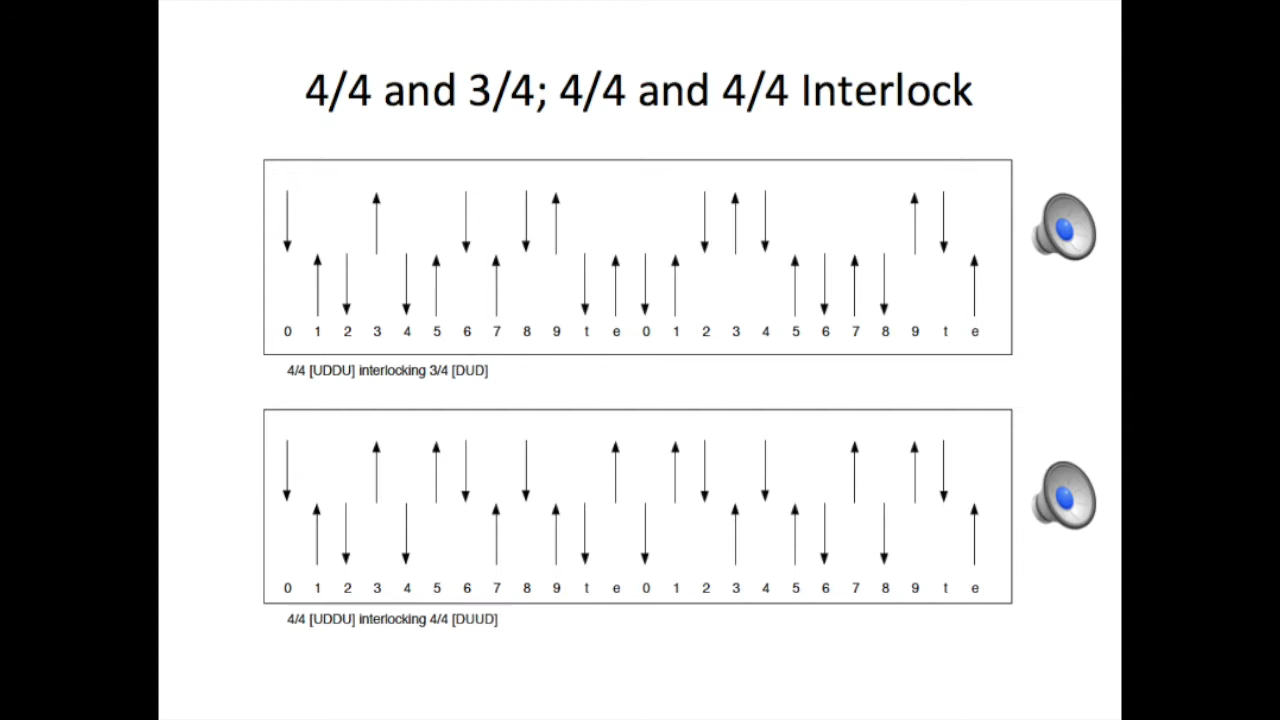 4/4 and 3/4; 4/4 and 4/4 Interlock
0 1 2 3 4 5 6 7 8 9 t e 0 1 2 3 4 5 6 7 8 9 t e
4/4 [UDDU] interlocking 3/4 [DUD]
0 1 2 3 4 5 6 7 8 9 t e 0 1 2 3 4 5 6 7 8 9 t e
4/4 [UDDU] interlocking 4/4 [DUUD]